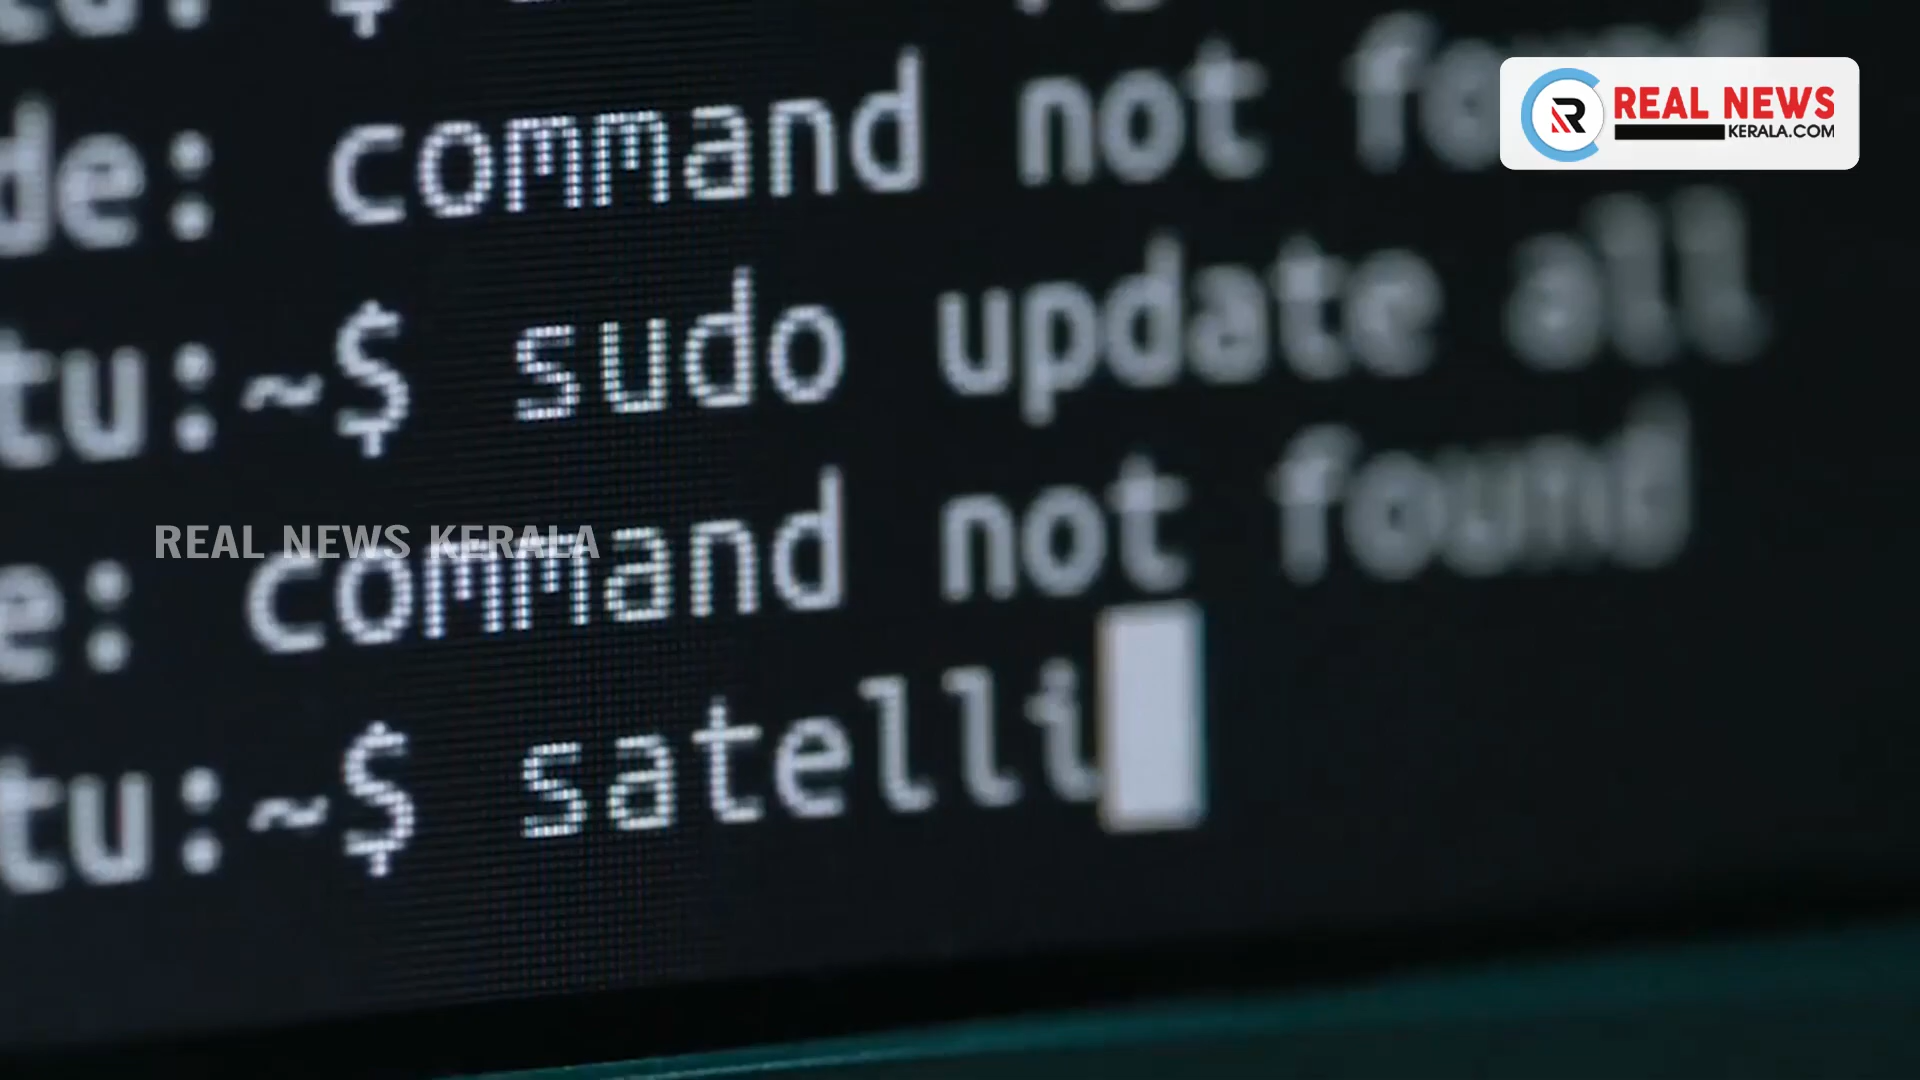 REAL NEWS
KERALA.COM
de: command not found
tu:~$ sudo update all
REAL NEWS KERALA
e: command not found
tu:~$ satelli